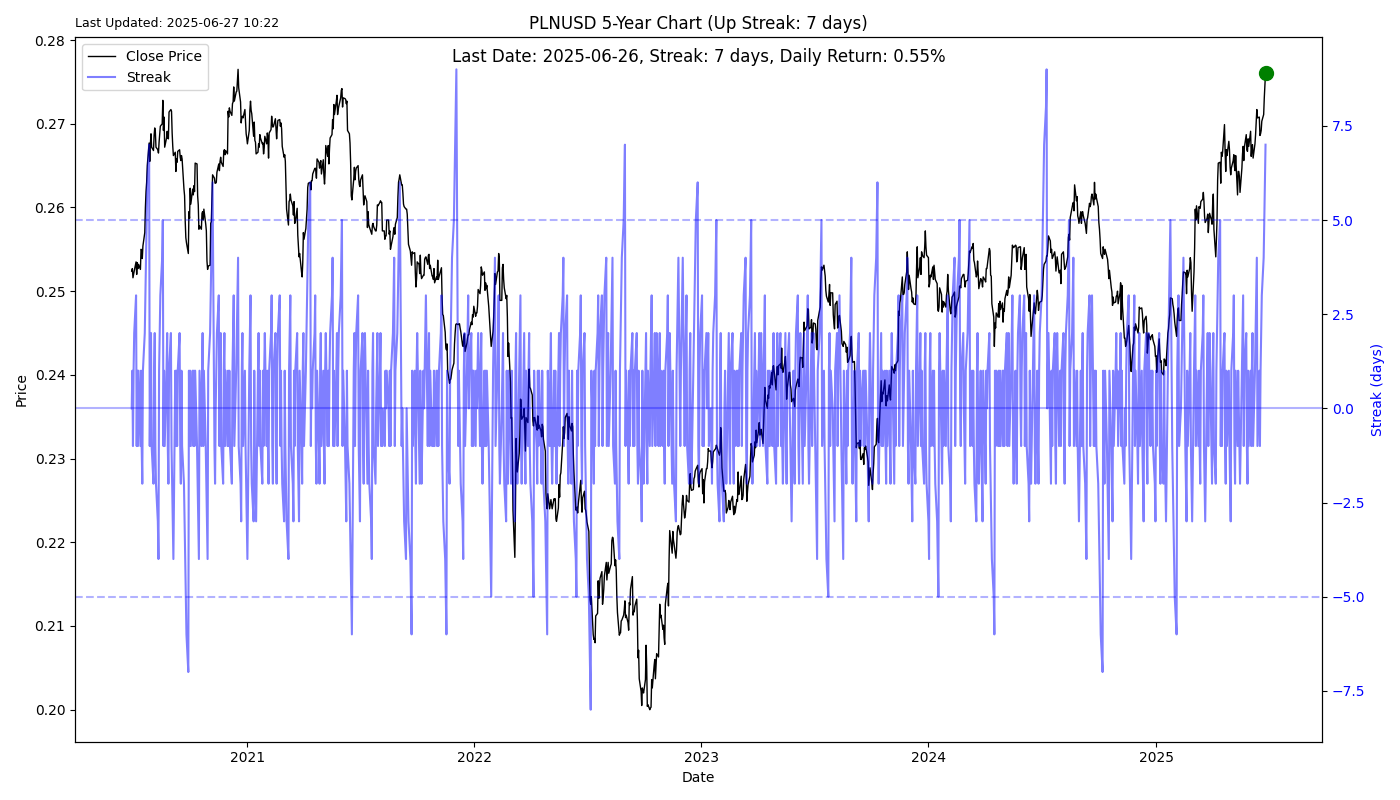 Last Updated: 2025-06-27 10:22
PLNUSD 5-Year Chart (Up Streak: 7 days)
Last Date: 2025-06-26, Streak: 7 days, Daily Return: 0.55%
Close Price
Streak
0.28
0.27
0.26
0.25
0.24
0.23
0.22
0.21
0.20
Price
7.5
5.0
2.5
0.0
−2.5
−5.0
−7.5
Streak (days)
2021
2022
2023
2024
2025
Date